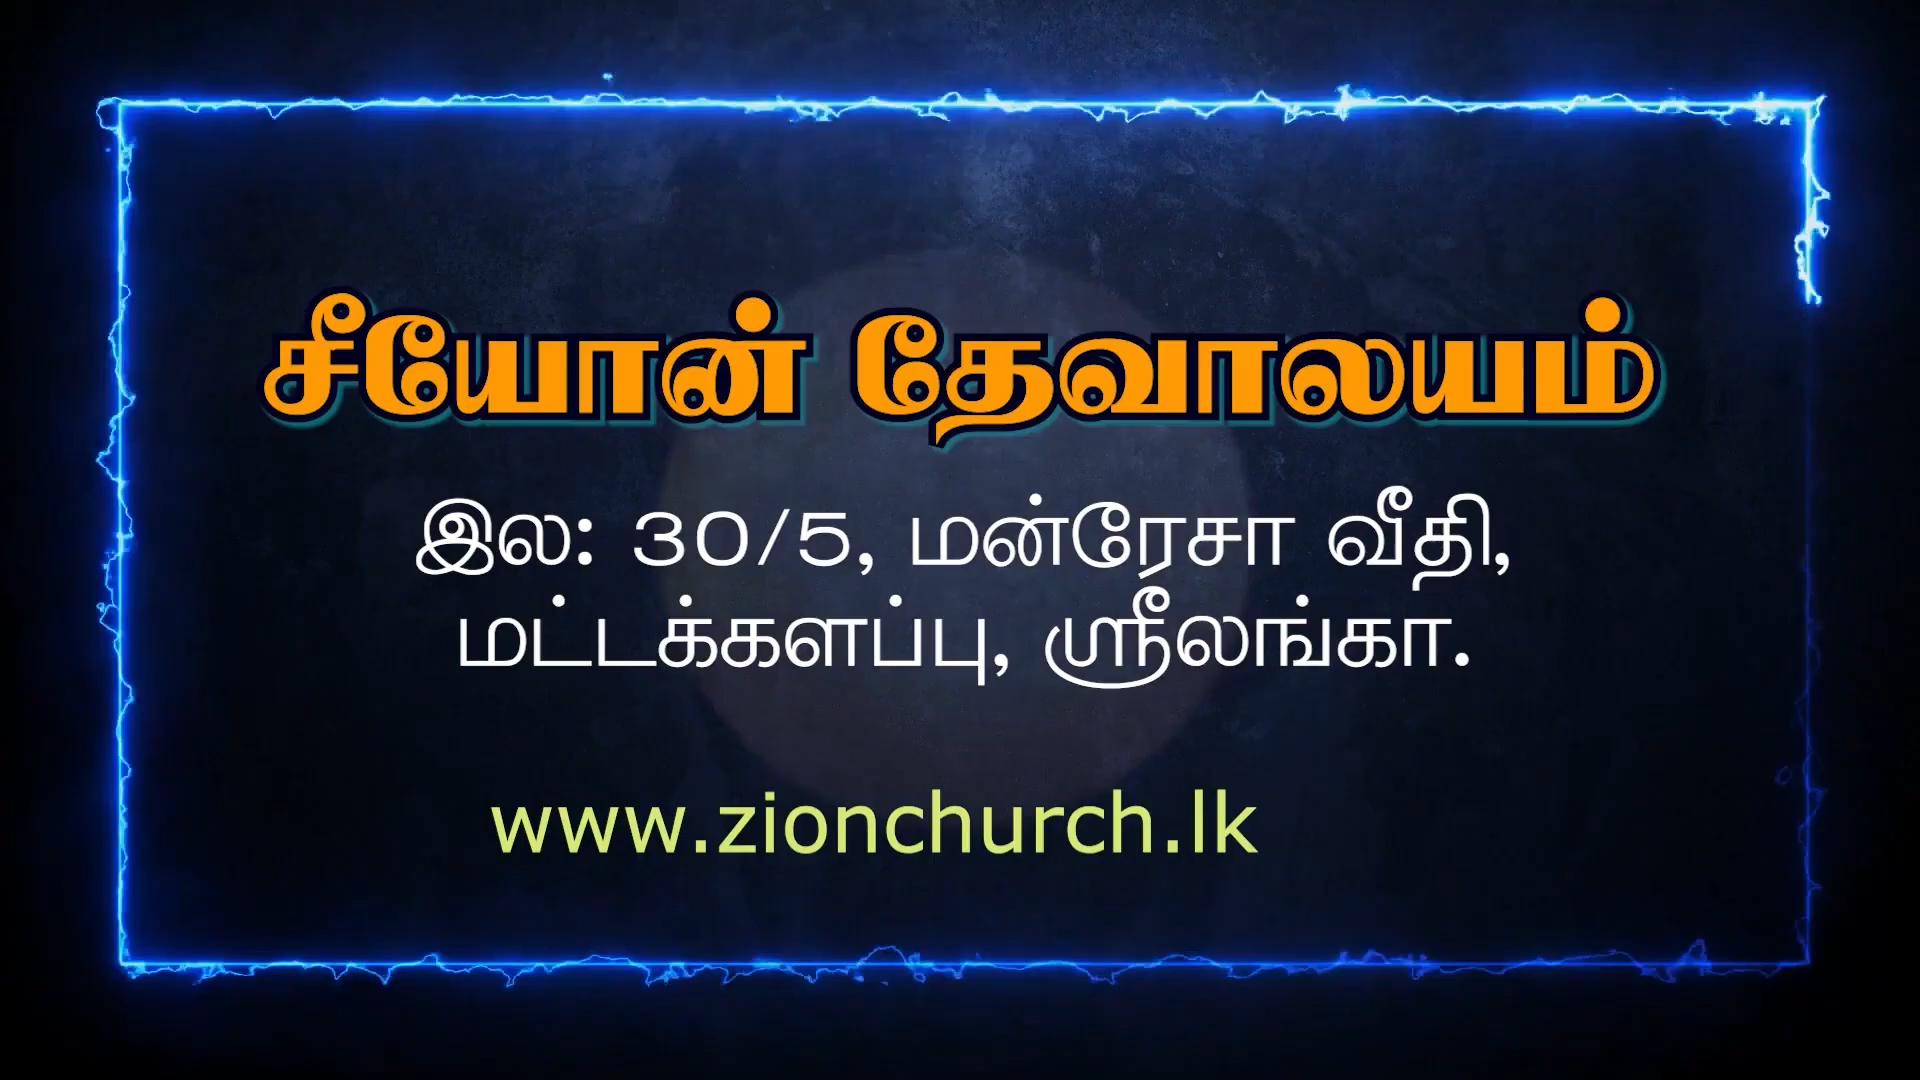 சீயோன் தேவாலயம்
இல: 30/5, மன்ரேசா வீதி,
மட்டக்களப்பு, ஸ்ரீலங்கா.
www.zionchurch.lk